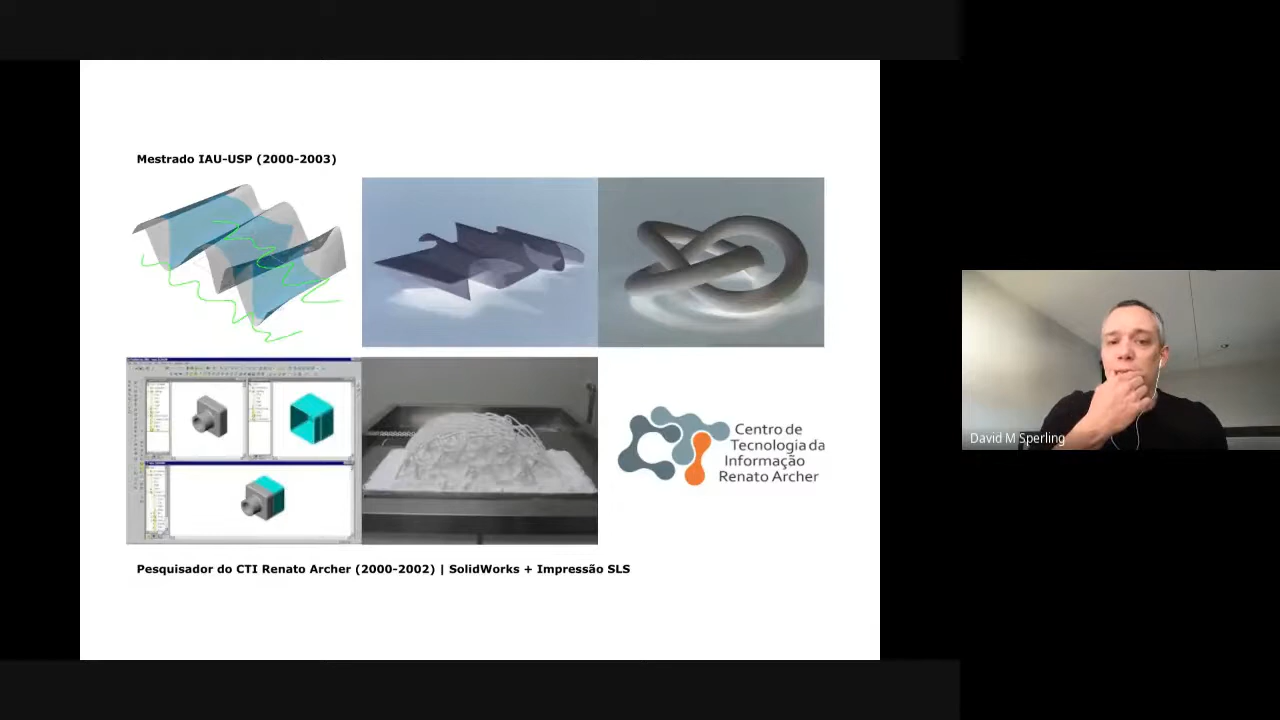 Mestrado IAU-USP (2000-2003)
Centro de
Tecnologia da
Informação
Renato Archer
David M Sperling
Pesquisador do CTI Renato Archer (2000-2002) | SolidWorks + Impressão SLS